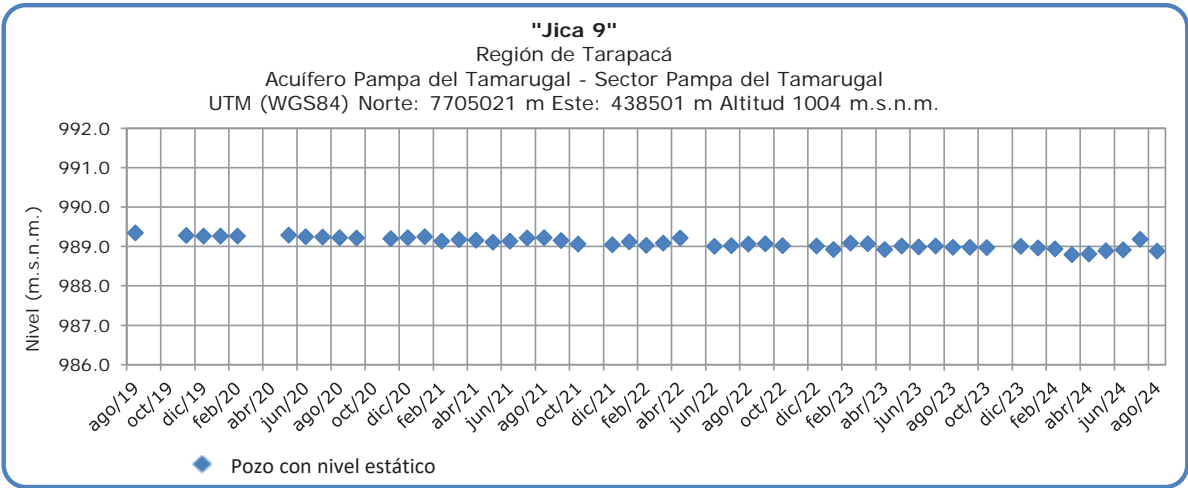 "Jica 9"
Región de Tarapacá
Acuífero Pampa del Tamarugal - Sector Pampa del Tamarugal
UTM (WGS84) Norte: 7705021 m Este: 438501 m Altitud 1004 m.s.n.m.
Nivel (m.s.n.m.)
992.0
991.0
990.0
989.0
988.0
987.0
986.0
ago/19
oct/19
dic/19
feb/20
abr/20
jun/20
ago/20
oct/20
dic/20
feb/21
abr/21
jun/21
ago/21
oct/21
dic/21
feb/22
abr/22
jun/22
ago/22
oct/22
dic/22
feb/23
abr/23
jun/23
ago/23
oct/23
dic/23
feb/24
abr/24
jun/24
ago/24
Pozo con nivel estático